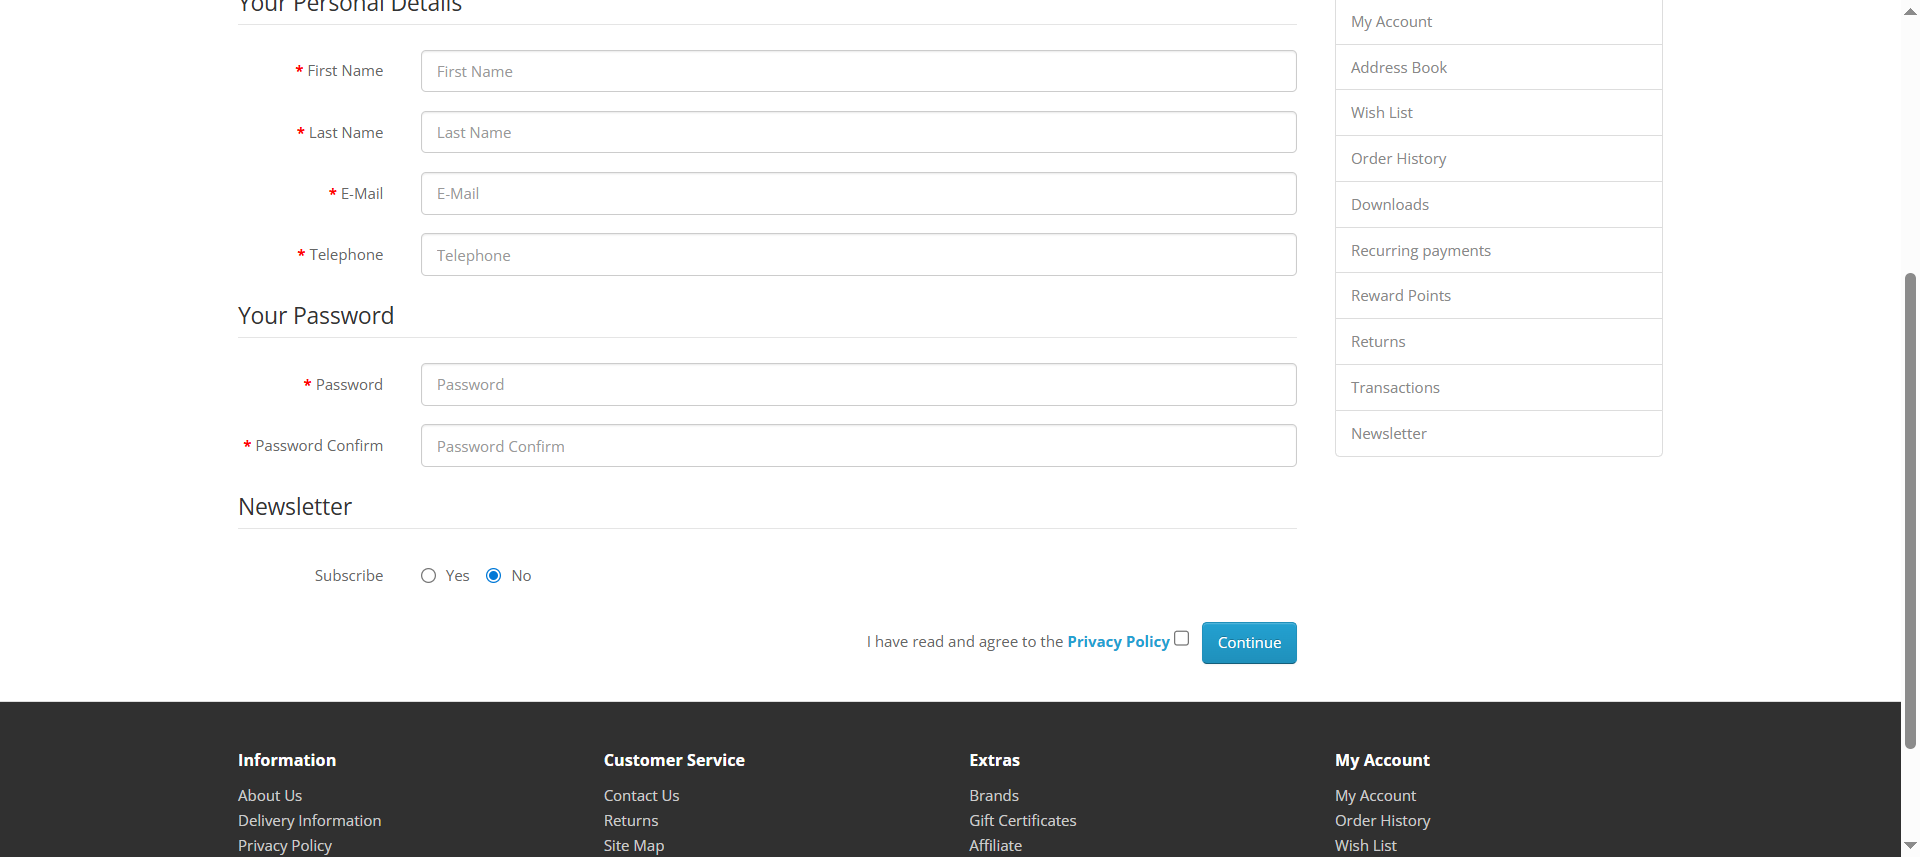 Your Personal Details
* First Name
First Name
* Last Name
Last Name
* E-Mail
E-Mail
* Telephone
Telephone
Your Password
* Password
Password
* Password Confirm
Password Confirm
Newsletter
Subscribe
Yes
No
I have read and agree to the Privacy Policy
Continue
My Account
Address Book
Wish List
Order History
Downloads
Recurring payments
Reward Points
Returns
Transactions
Newsletter
Information
About Us
Delivery Information
Privacy Policy
Customer Service
Contact Us
Returns
Site Map
Extras
Brands
Gift Certificates
Affiliate
My Account
My Account
Order History
Wish List